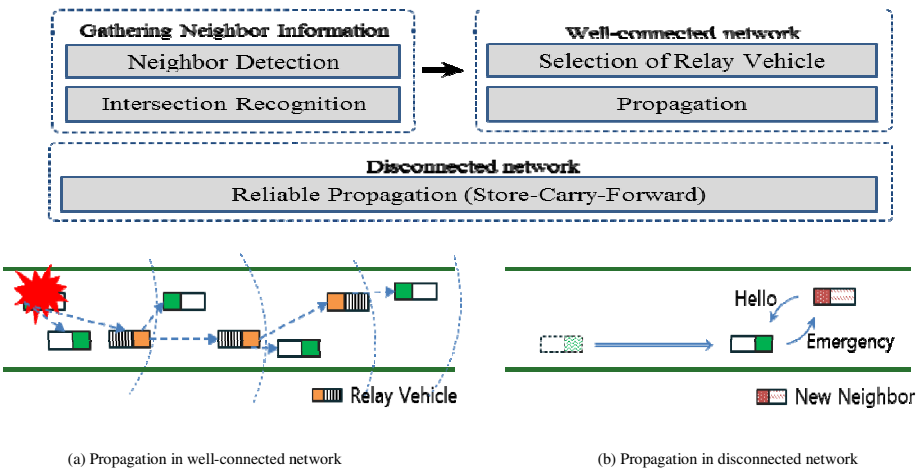 Gathering Neighbor Information
Neighbor Detection
Intersection Recognition
Well-connected network
Selection of Relay Vehicle
Propagation
Disconnected network
Reliable Propagation (Store-Carry-Forward)
Relay Vehicle
Hello
Emergency
New Neighbor
(a) Propagation in well-connected network
(b) Propagation in disconnected network